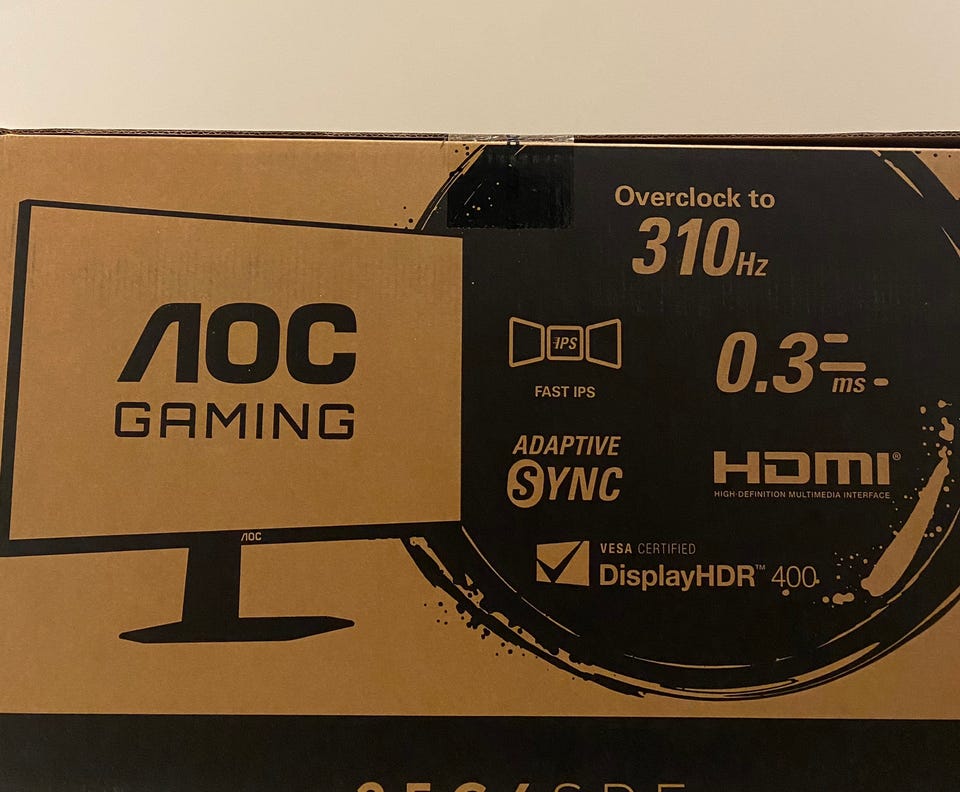 AOC
GAMING
AOC
Overclock to
310Hz
IPS
FAST IPS
0.3ms
ADAPTIVE
SYNC
HDMI®
HIGH-DEFINITION MULTIMEDIA INTERFACE
VESA CERTIFIED
DisplayHDR™ 400